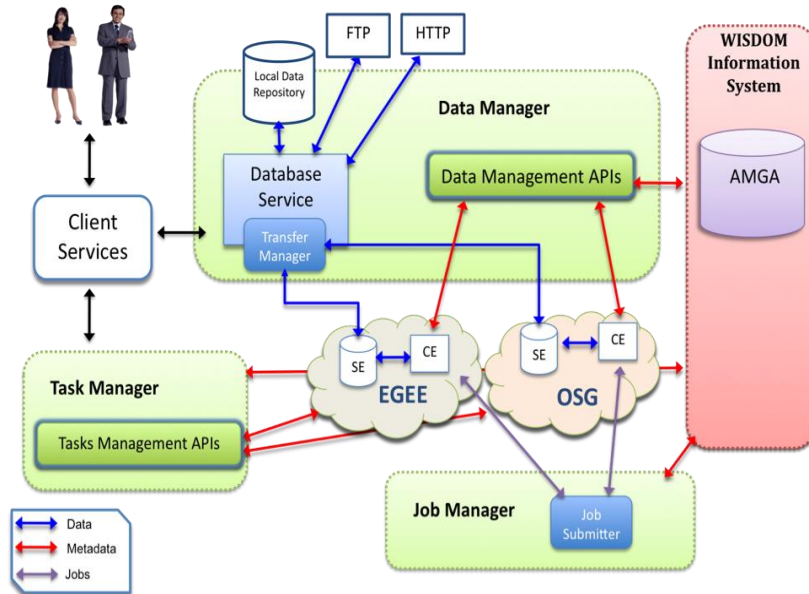 FTP
HTTP
WISDOM
Information
System
Local Data
Repository
Data Manager
Database
Service
Data Management APIs
AMGA
Client
Services
Transfer
Manager
SE
CE
EGEE
SE
CE
OSG
Task Manager
Tasks Management APIs
Job Manager
Job
Submitter
Data
Metadata
Jobs